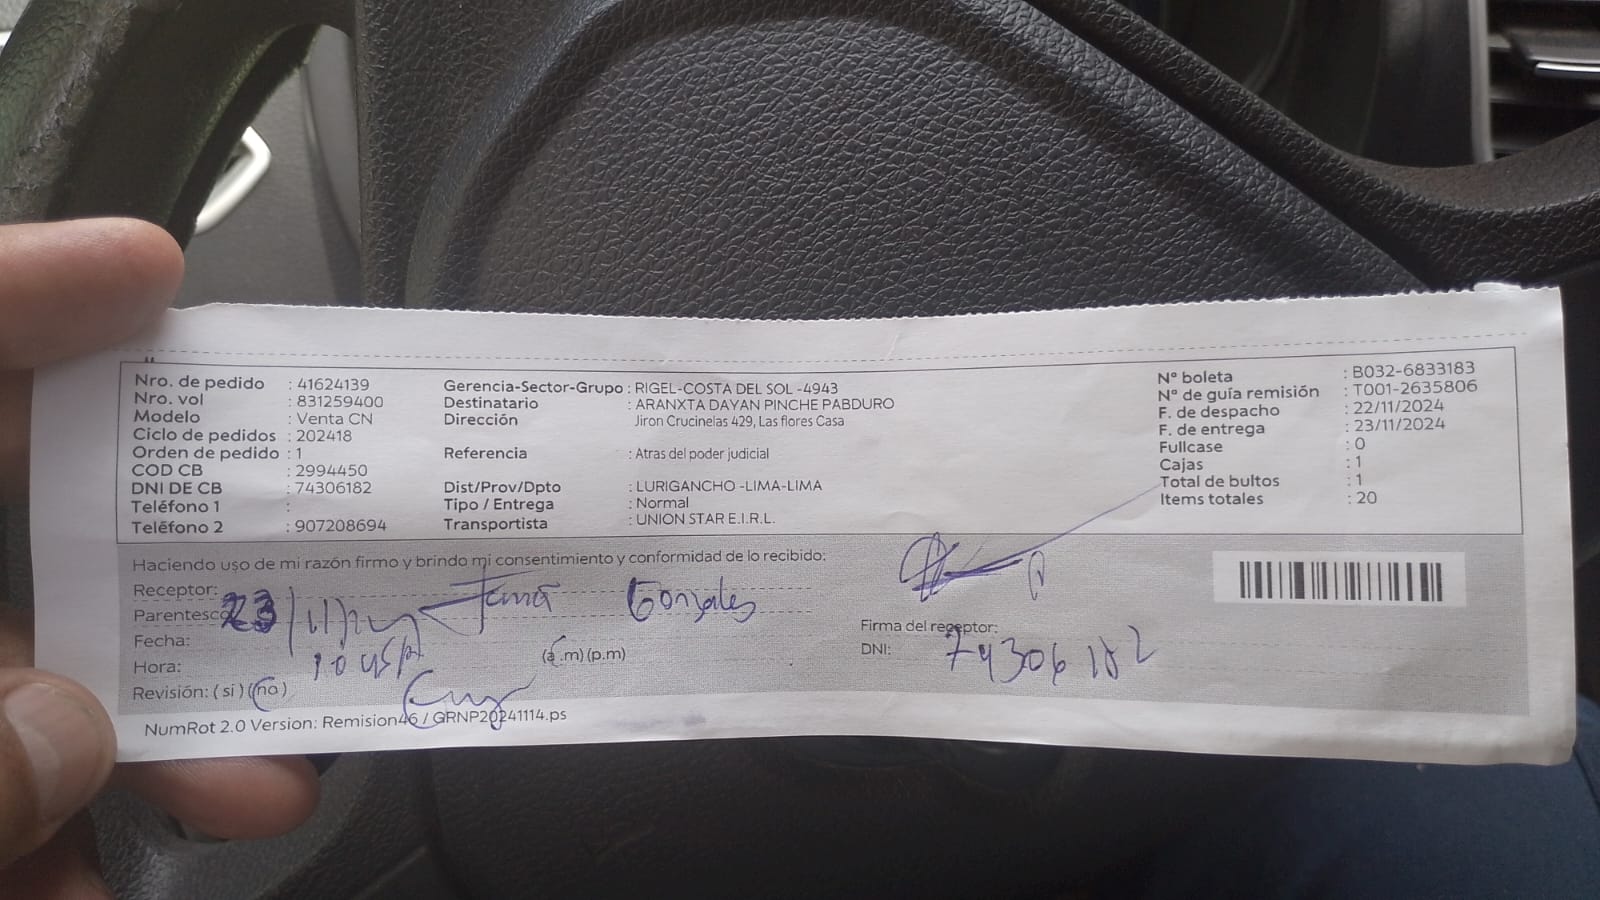 Nro. de pedido : 41624139
Nro. vol : 831259400
Modelo : Venta CN
Ciclo de pedidos : 202418
Orden de pedido : 1
COD CB : 2994450
DNI DE CB : 74306182
Teléfono 1 :
Teléfono 2 : 907208694
Gerencia-Sector-Grupo : RIGEL-COSTA DEL SOL -4943
Destinatario : ARANXTA DAYAN PINCHE PABDURO
Dirección Jiron Crucinelas 429, Las flores Casa
Referencia : Atras del poder judicial
Dist/Prov/Dpto : LURIGANCHO -LIMA-LIMA
Tipo / Entrega : Normal
Transportista : UNION STAR E.I.R.L.
N° boleta : B032-6833183
N° de guía remisión : T001-2635806
F. de despacho : 22/11/2024
F. de entrega : 23/11/2024
Fullcase : 0
Cajas : 1
Total de bultos : 1
Items totales : 20
Haciendo uso de mi razón firmo y brindo mi consentimiento y conformidad de lo recibido:
Receptor: Gonzales
Parentesco: 23/11/
Fecha:
Hora: (a.m) (p.m)
Revisión: (si) (no)
Firma del receptor:
DNI: 74306182
NumRot 2.0 Version: Remision46 / GRNP20241114.ps